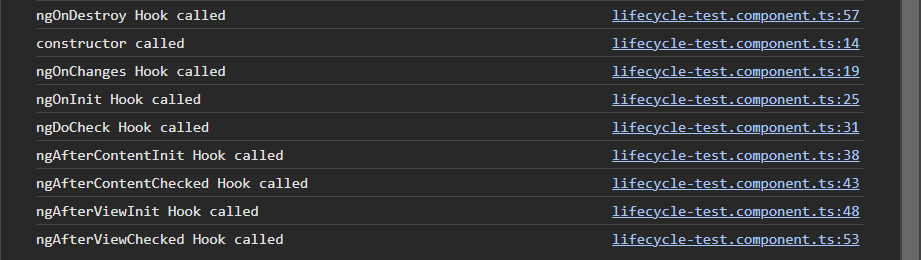 ngOnDestroy Hook called lifecycle-test.component.ts:57
constructor called lifecycle-test.component.ts:14
ngOnChanges Hook called lifecycle-test.component.ts:19
ngOnInit Hook called lifecycle-test.component.ts:25
ngDoCheck Hook called lifecycle-test.component.ts:31
ngAfterContentInit Hook called lifecycle-test.component.ts:38
ngAfterContentChecked Hook called lifecycle-test.component.ts:43
ngAfterViewInit Hook called lifecycle-test.component.ts:48
ngAfterViewChecked Hook called lifecycle-test.component.ts:53